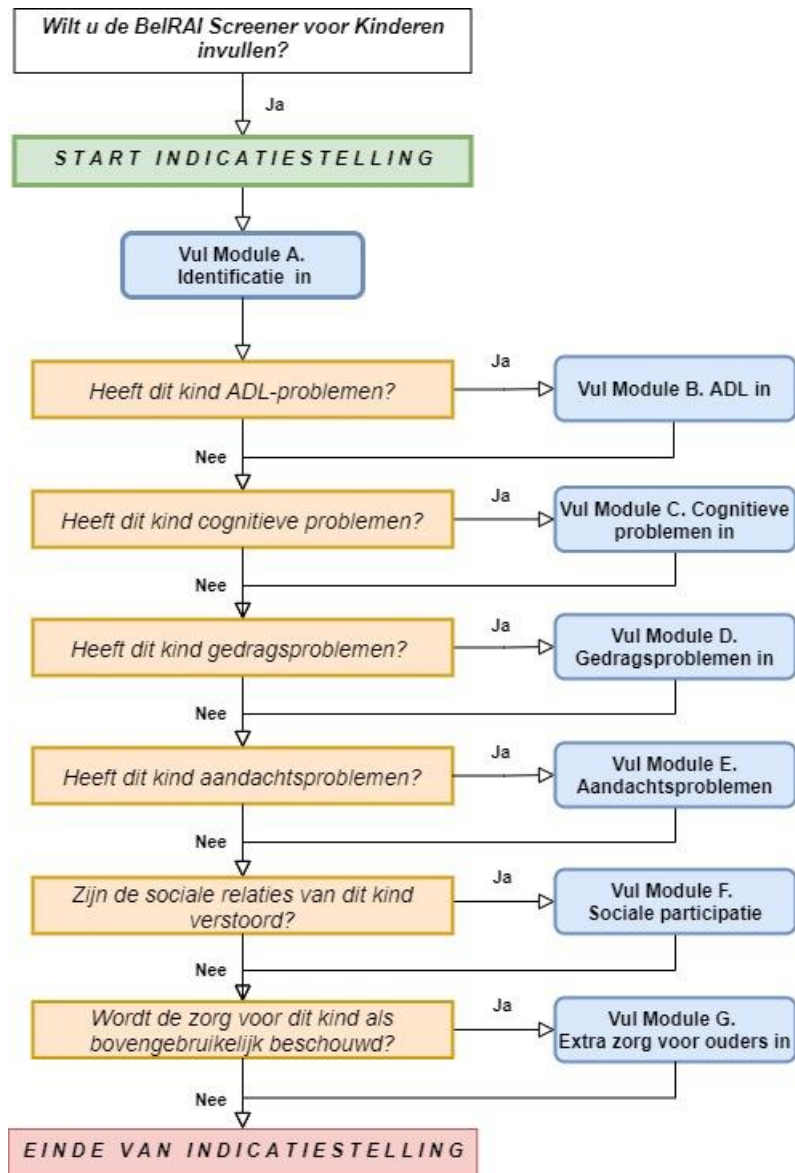 Wilt u de BelRAI Screener voor Kinderen
invullen?
Ja
START INDICATIESTELLING
Vul Module A.
Identificatie in
Heeft dit kind ADL-problemen?
Ja
Vul Module B. ADL in
Nee
Heeft dit kind cognitieve problemen?
Ja
Vul Module C. Cognitieve
problemen in
Nee
Heeft dit kind gedragsproblemen?
Ja
Vul Module D.
Gedragsproblemen in
Nee
Heeft dit kind aandachtsproblemen?
Ja
Vul Module E.
Aandachtsproblemen
Nee
Zijn de sociale relaties van dit kind
verstoord?
Ja
Vul Module F.
Sociale participatie
Nee
Wordt de zorg voor dit kind als
bovengebruikelijk beschouwd?
Ja
Vul Module G.
Extra zorg voor ouders in
Nee
EINDE VAN INDICATIESTELLING